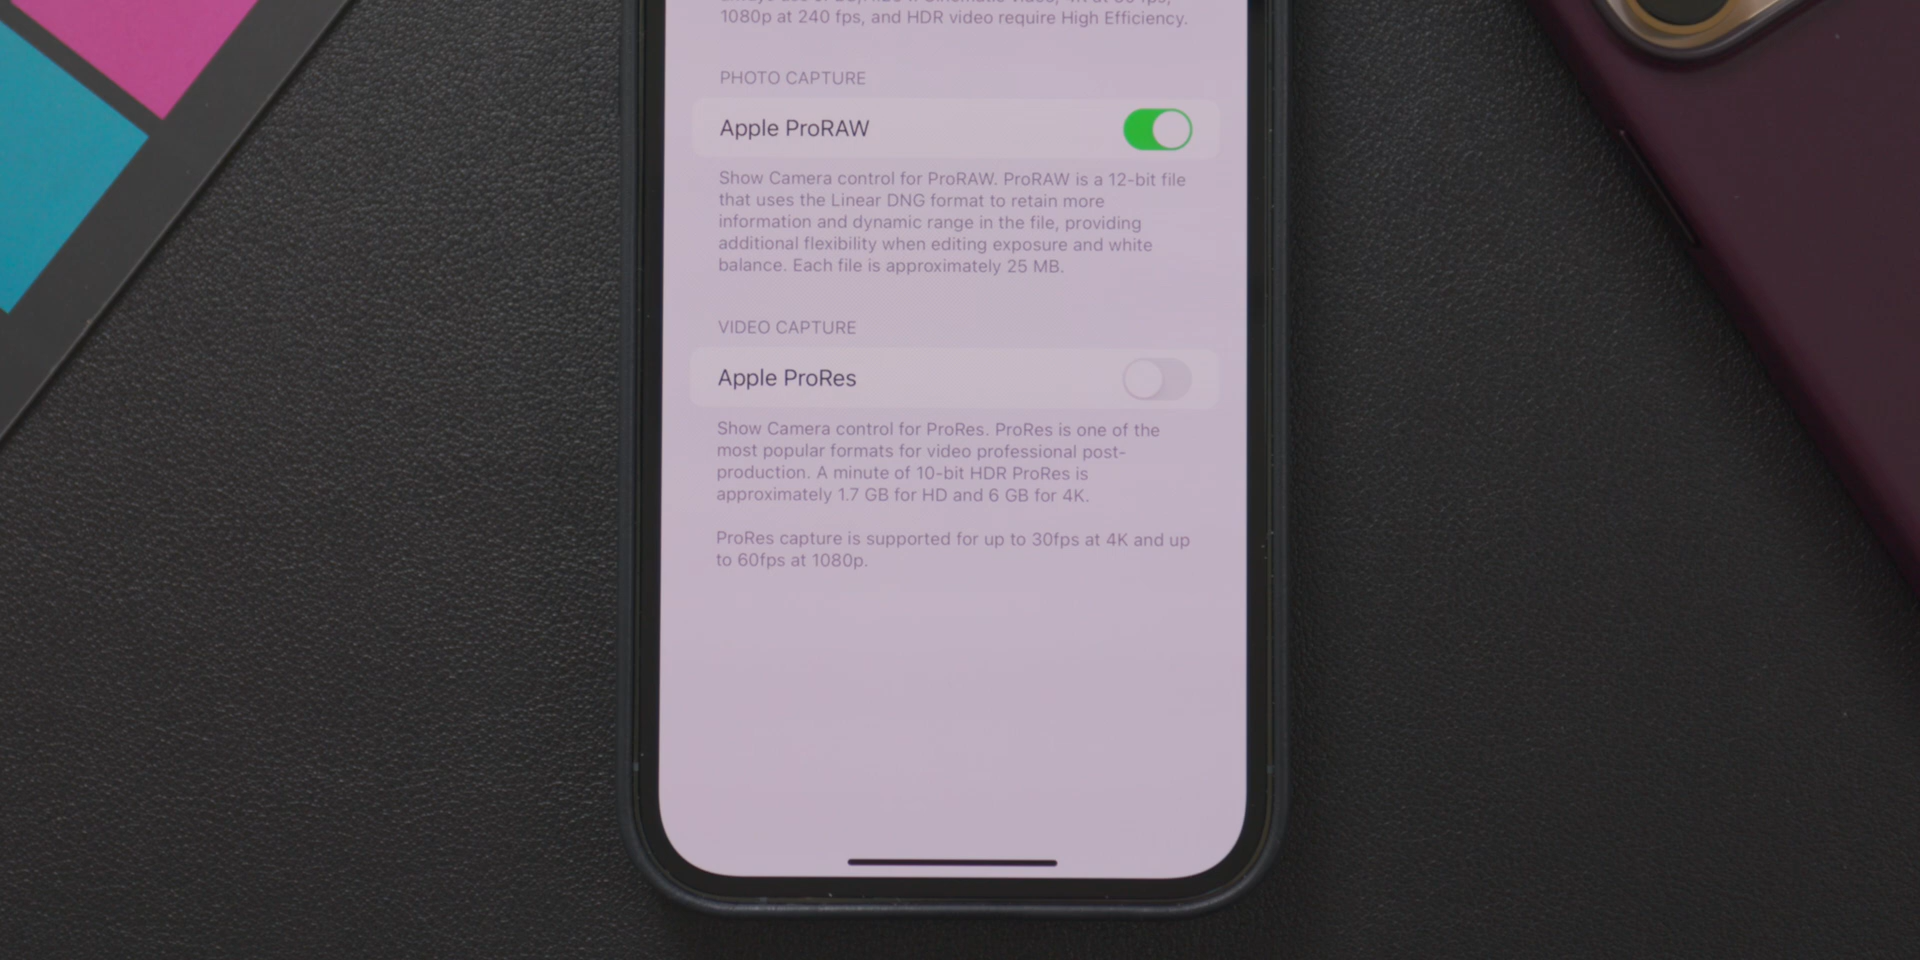 1080p at 240 fps, and HDR video require High Efficiency.
PHOTO CAPTURE
Apple ProRAW
Show Camera control for ProRAW. ProRAW is a 12-bit file
that uses the Linear DNG format to retain more
information and dynamic range in the file, providing
additional flexibility when editing exposure and white
balance. Each file is approximately 25 MB.
VIDEO CAPTURE
Apple ProRes
Show Camera control for ProRes. ProRes is one of the
most popular formats for video professional post-
production. A minute of 10-bit HDR ProRes is
approximately 1.7 GB for HD and 6 GB for 4K.
ProRes capture is supported for up to 30fps at 4K and up
to 60fps at 1080p.